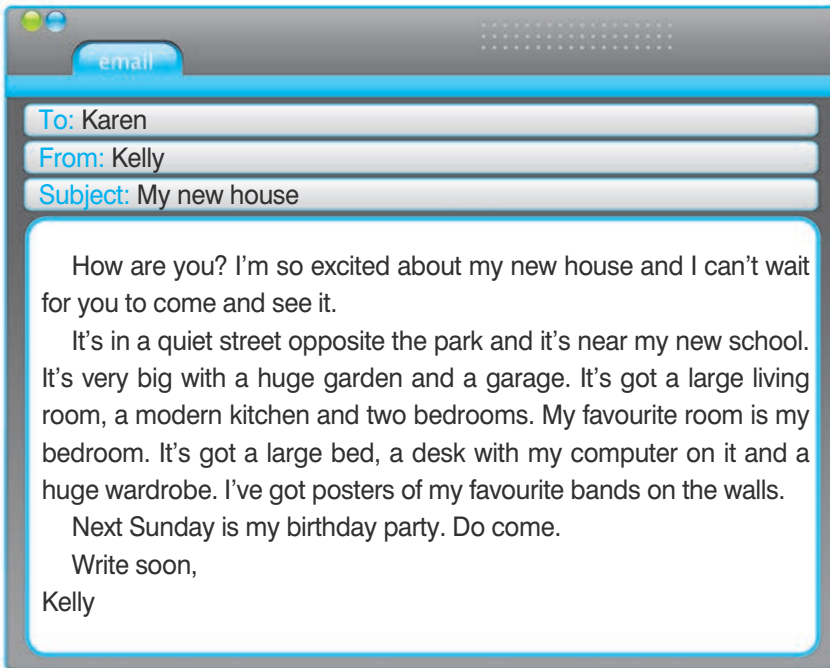 email
To: Karen
From: Kelly
Subject: My new house
How are you? I'm so excited about my new house and I can't wait
for you to come and see it.
It's in a quiet street opposite the park and it's near my new school.
It's very big with a huge garden and a garage. It's got a large living
room, a modern kitchen and two bedrooms. My favourite room is my
bedroom. It's got a large bed, a desk with my computer on it and a
huge wardrobe. I've got posters of my favourite bands on the walls.
Next Sunday is my birthday party. Do come.
Write soon,
Kelly